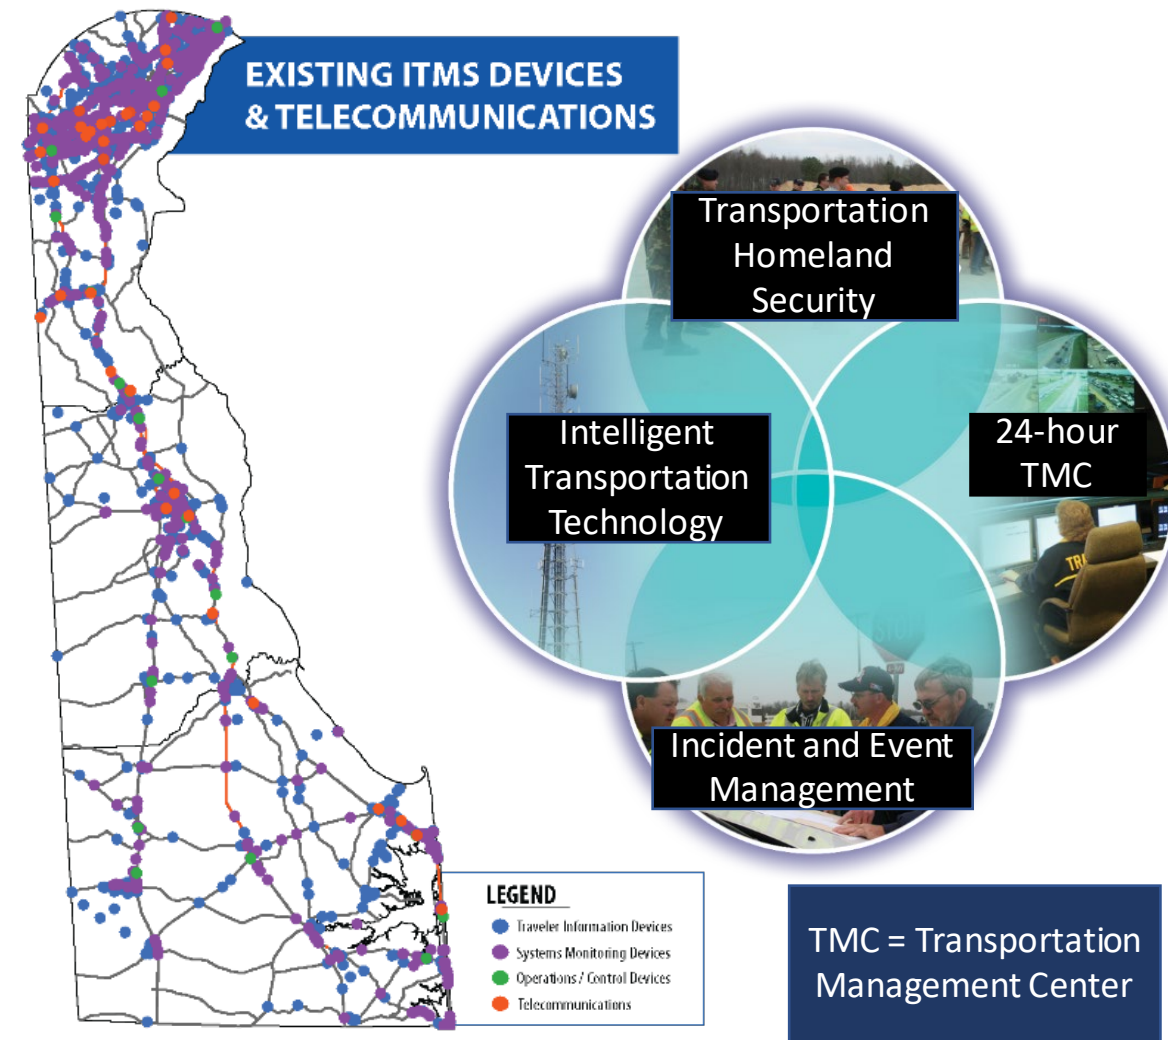 EXISTING ITMS DEVICES
& TELECOMMUNICATIONS
Transportation
Homeland
Security
Intelligent
Transportation
Technology
24-hour
TMC
TR
Incident and Event
Management
LEGEND
Traveler Information Devices
Systems Monitoring Devices
Operations / Control Devices
Telecommunications
TMC = Transportation
Management Center